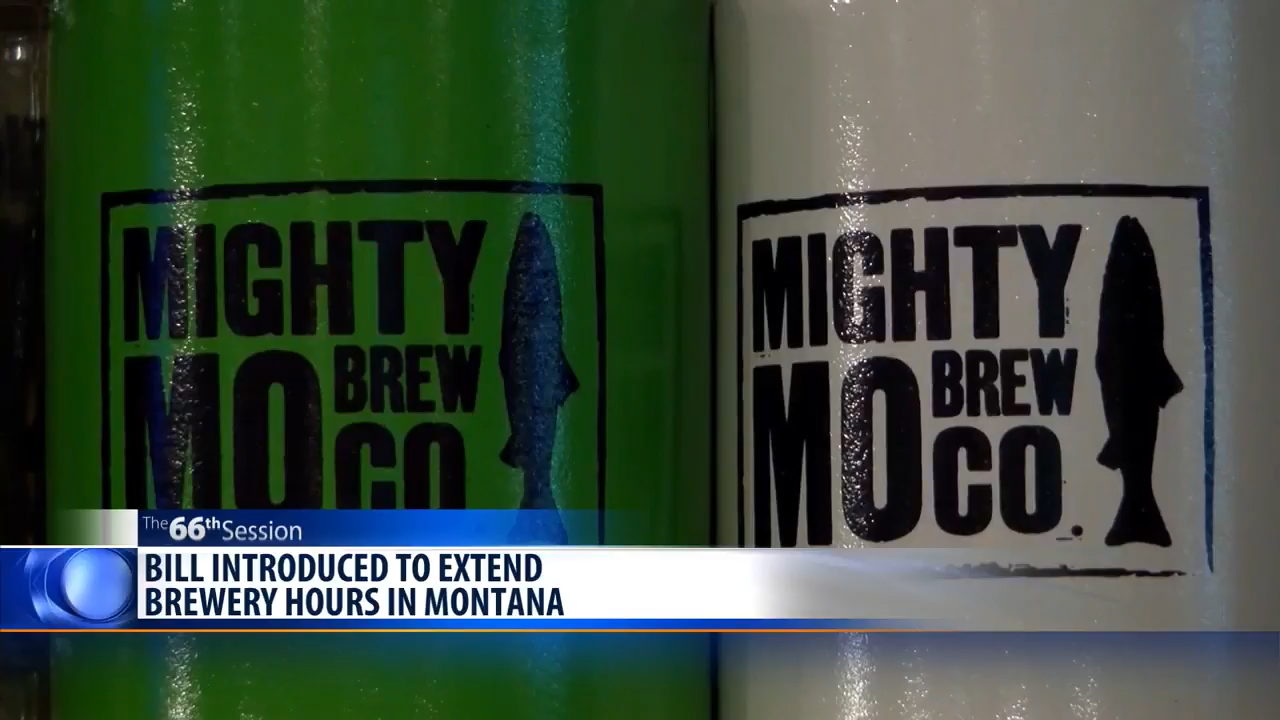 MIGHTY
MO BREW
CO
MIGHTY
MO BREW
CO.
The 66th Session
BILL INTRODUCED TO EXTEND
BREWERY HOURS IN MONTANA